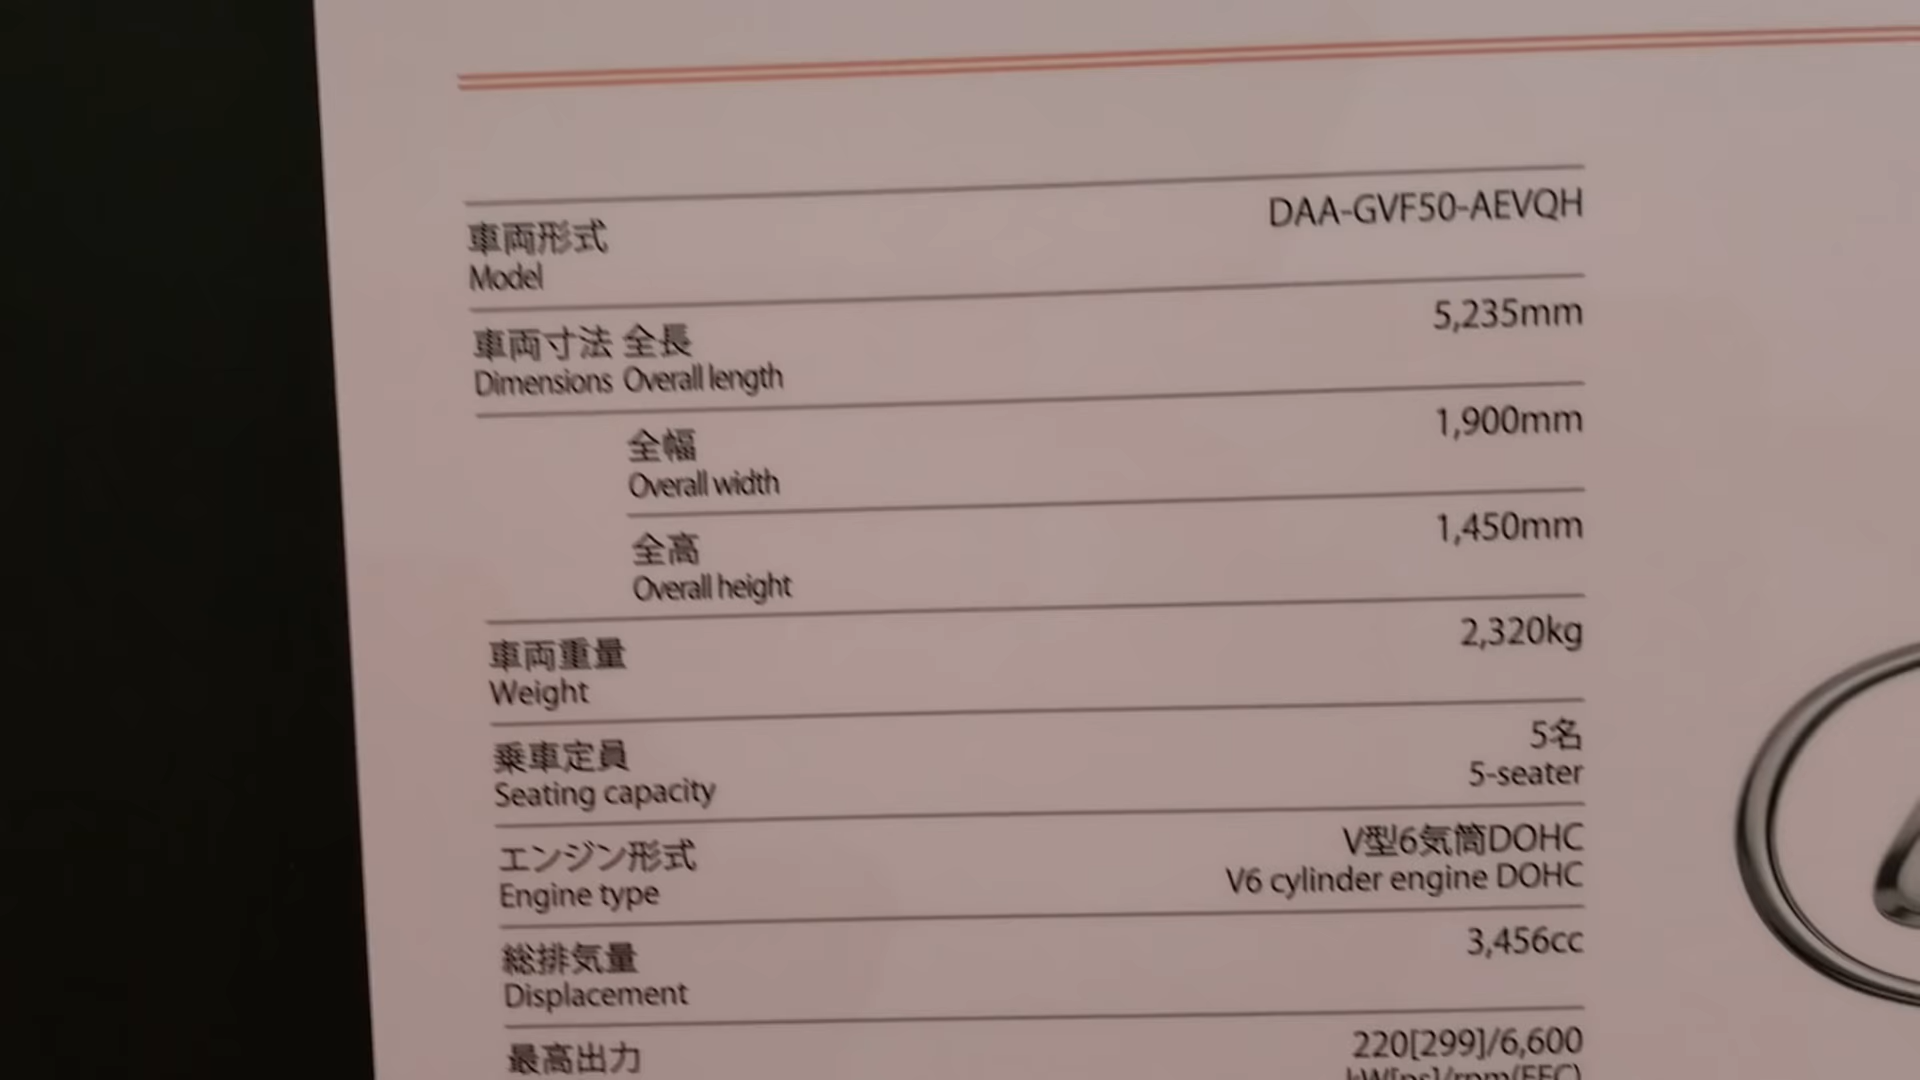 車両形式 DAA-GVF50-AEVQH
Model
車両寸法 全長 5,235mm
Dimensions Overall length
全幅 1,900mm
Overall width
全高 1,450mm
Overall height
車両重量 2,320kg
Weight
乗車定員 5名
Seating capacity 5-seater
エンジン形式 V型6気筒DOHC
Engine type V6 cylinder engine DOHC
総排気量 3,456cc
Displacement
最高出力 220[299]/6,600
kW[ps]/rpm(EEC)